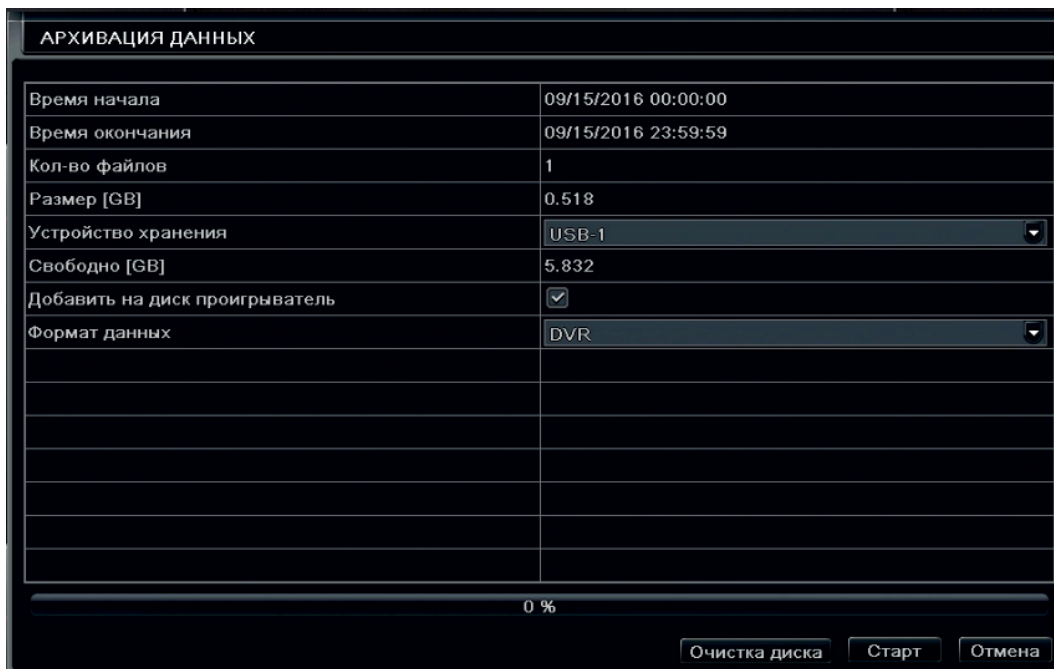 АРХИВАЦИЯ ДАННЫХ
Время начала 09/15/2016 00:00:00
Время окончания 09/15/2016 23:59:59
Кол-во файлов 1
Размер [GB] 0.518
Устройство хранения USB-1
Свободно [GB] 5.832
Добавить на диск проигрыватель
Формат данных DVR
0 %
Очистка диска Старт Отмена